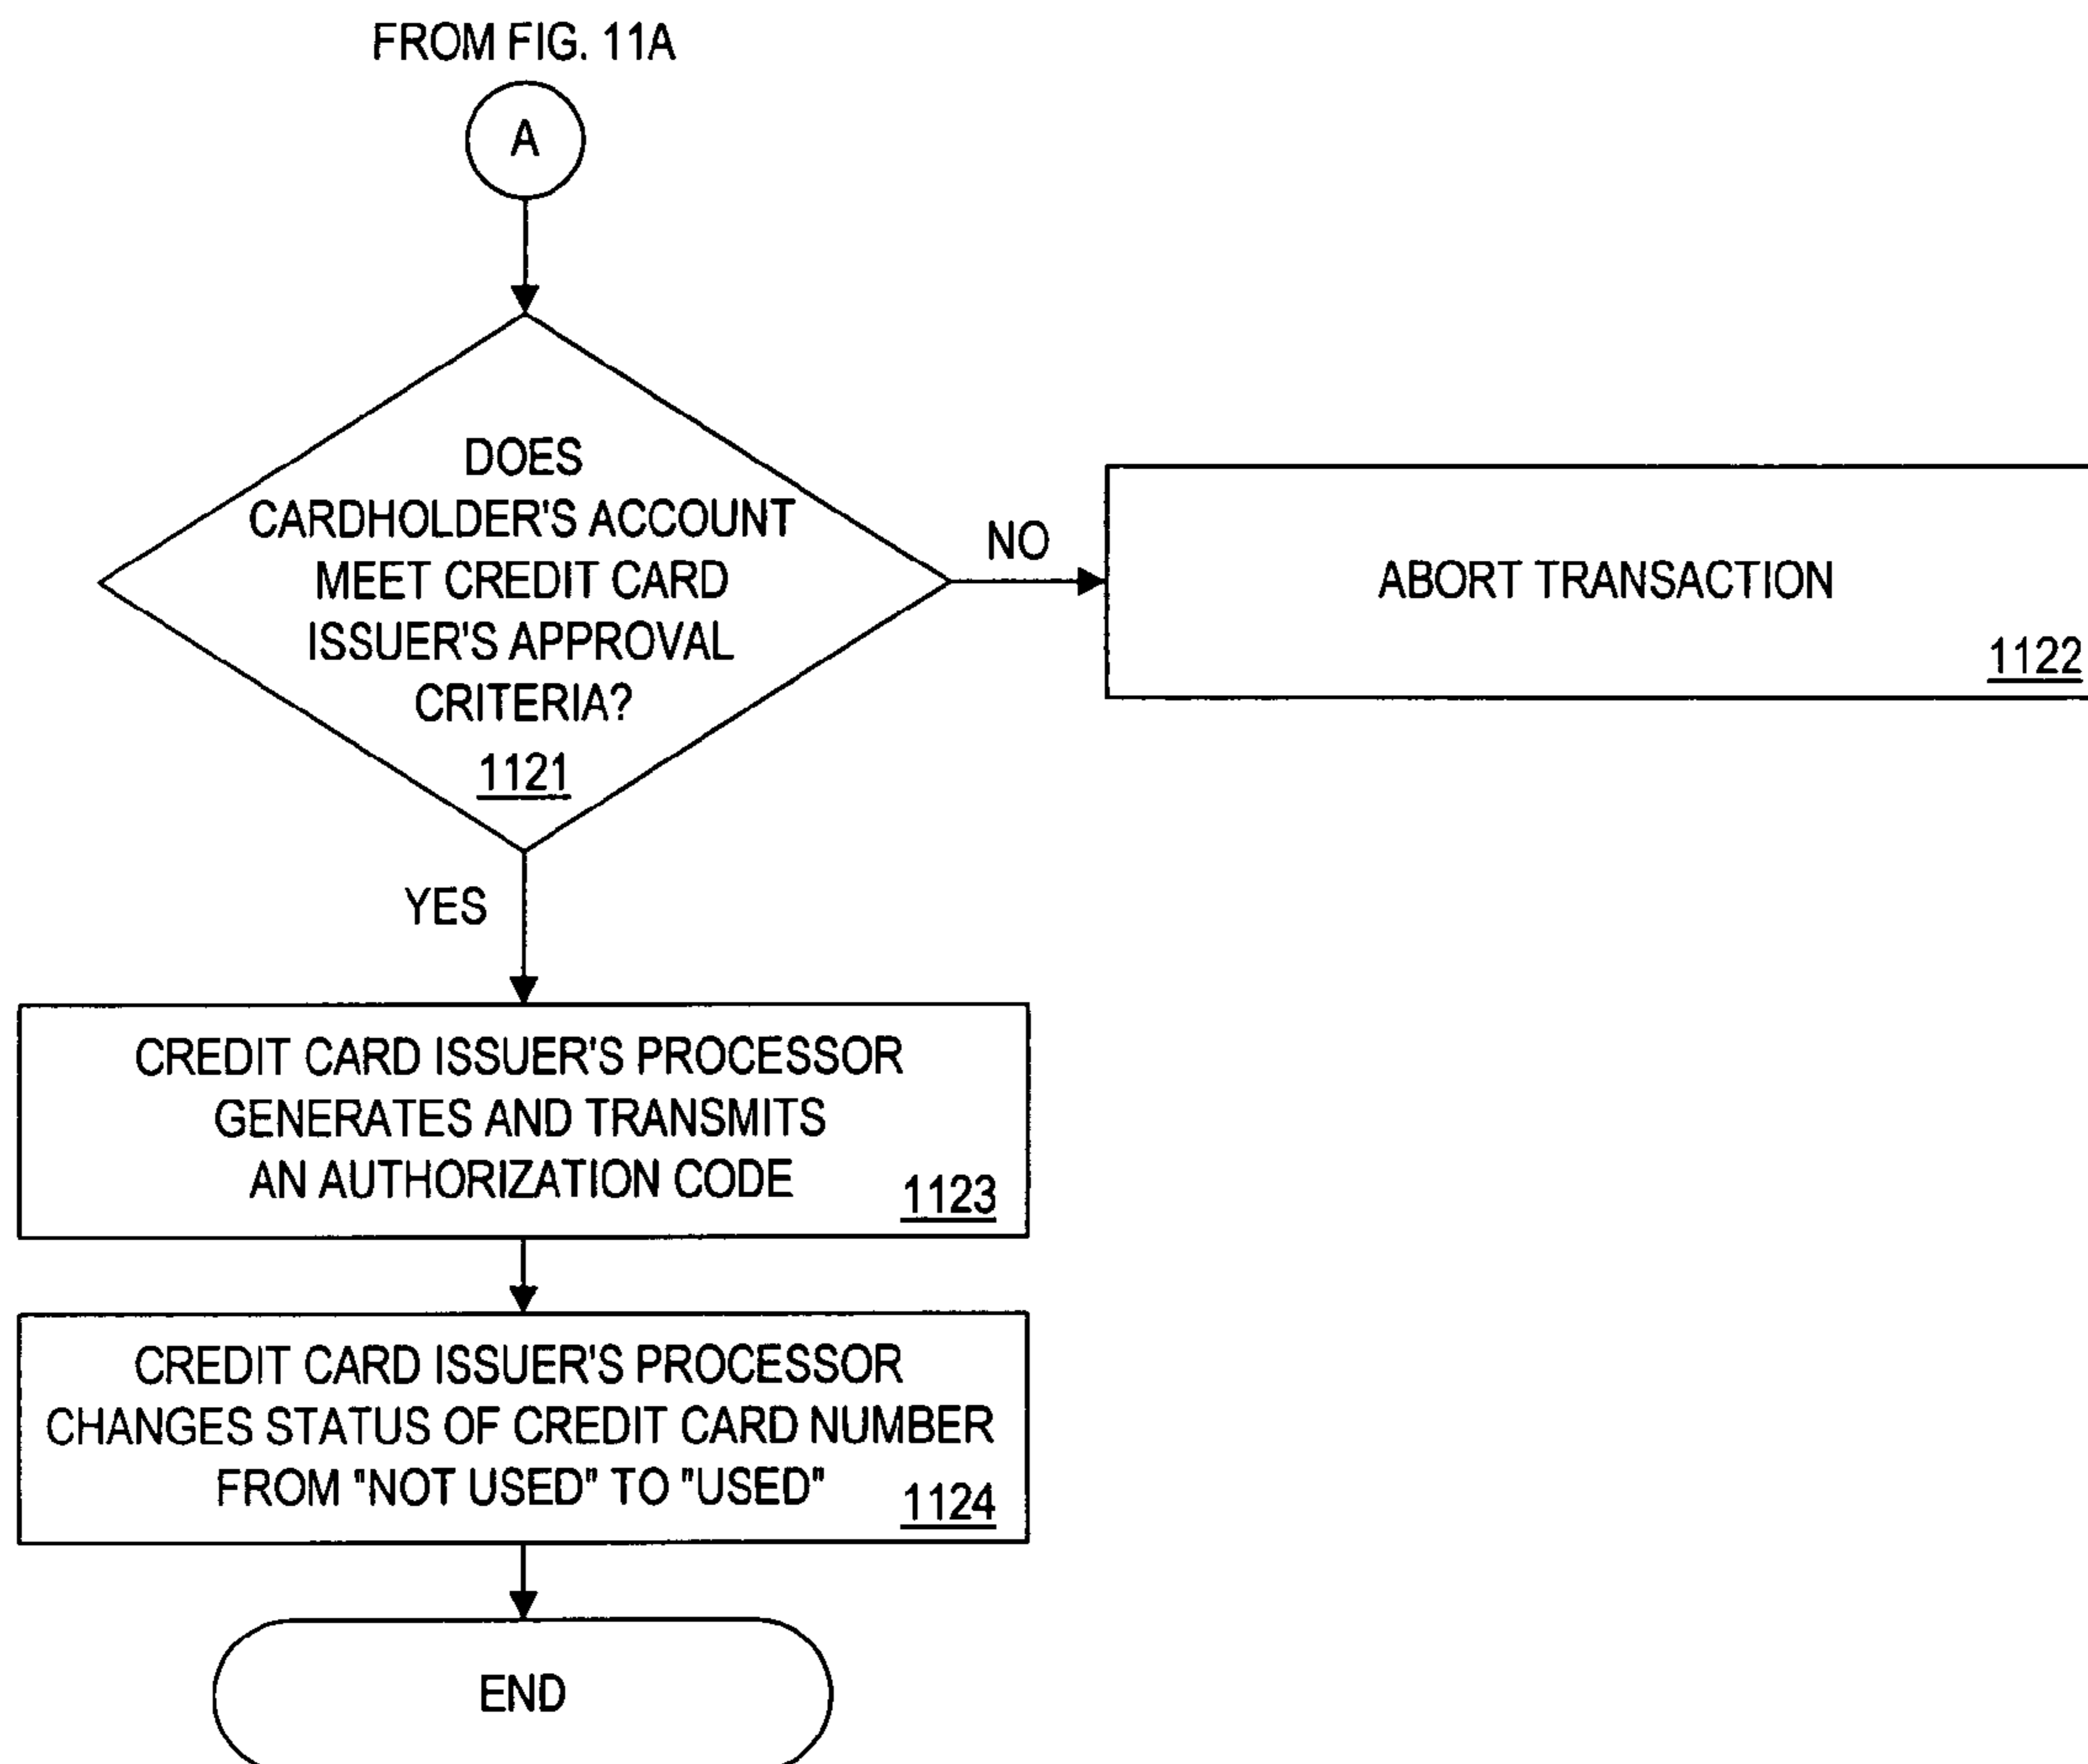 FROM FIG. 11A
A
DOES
CARDHOLDER'S ACCOUNT
MEET CREDIT CARD
ISSUER'S APPROVAL
CRITERIA?
1121
NO
ABORT TRANSACTION
1122
YES
CREDIT CARD ISSUER'S PROCESSOR
GENERATES AND TRANSMITS
AN AUTHORIZATION CODE
1123
CREDIT CARD ISSUER'S PROCESSOR
CHANGES STATUS OF CREDIT CARD NUMBER
FROM "NOT USED" TO "USED"
1124
END